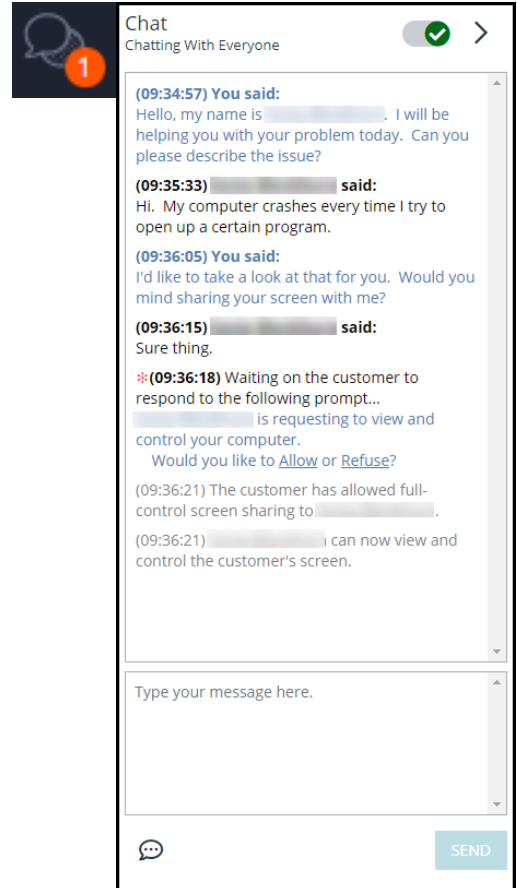 1
Chat
Chatting With Everyone
(09:34:57) You said:
Hello, my name is . I will be
helping you with your problem today. Can you
please describe the issue?
(09:35:33) said:
Hi. My computer crashes every time I try to
open up a certain program.
(09:36:05) You said:
I'd like to take a look at that for you. Would you
mind sharing your screen with me?
(09:36:15) said:
Sure thing.
*(09:36:18) Waiting on the customer to
respond to the following prompt...
is requesting to view and
control your computer.
Would you like to Allow or Refuse?
(09:36:21) The customer has allowed full-
control screen sharing to .
(09:36:21) can now view and
control the customer's screen.
Type your message here.
SEND